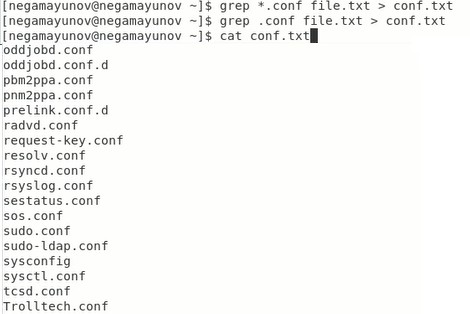 [negamayunov@negamayunov ~]$ grep *.conf file.txt > conf.txt
[negamayunov@negamayunov ~]$ grep .conf file.txt > conf.txt
[negamayunov@negamayunov ~]$ cat conf.txt
oddjobd.conf
oddjobd.conf.d
pbm2ppa.conf
pnm2ppa.conf
prelink.conf.d
radvd.conf
request-key.conf
resolv.conf
rsyncd.conf
rsyslog.conf
sestatus.conf
sos.conf
sudo.conf
sudo-ldap.conf
sysconfig
sysctl.conf
tcsd.conf
Trolltech.conf